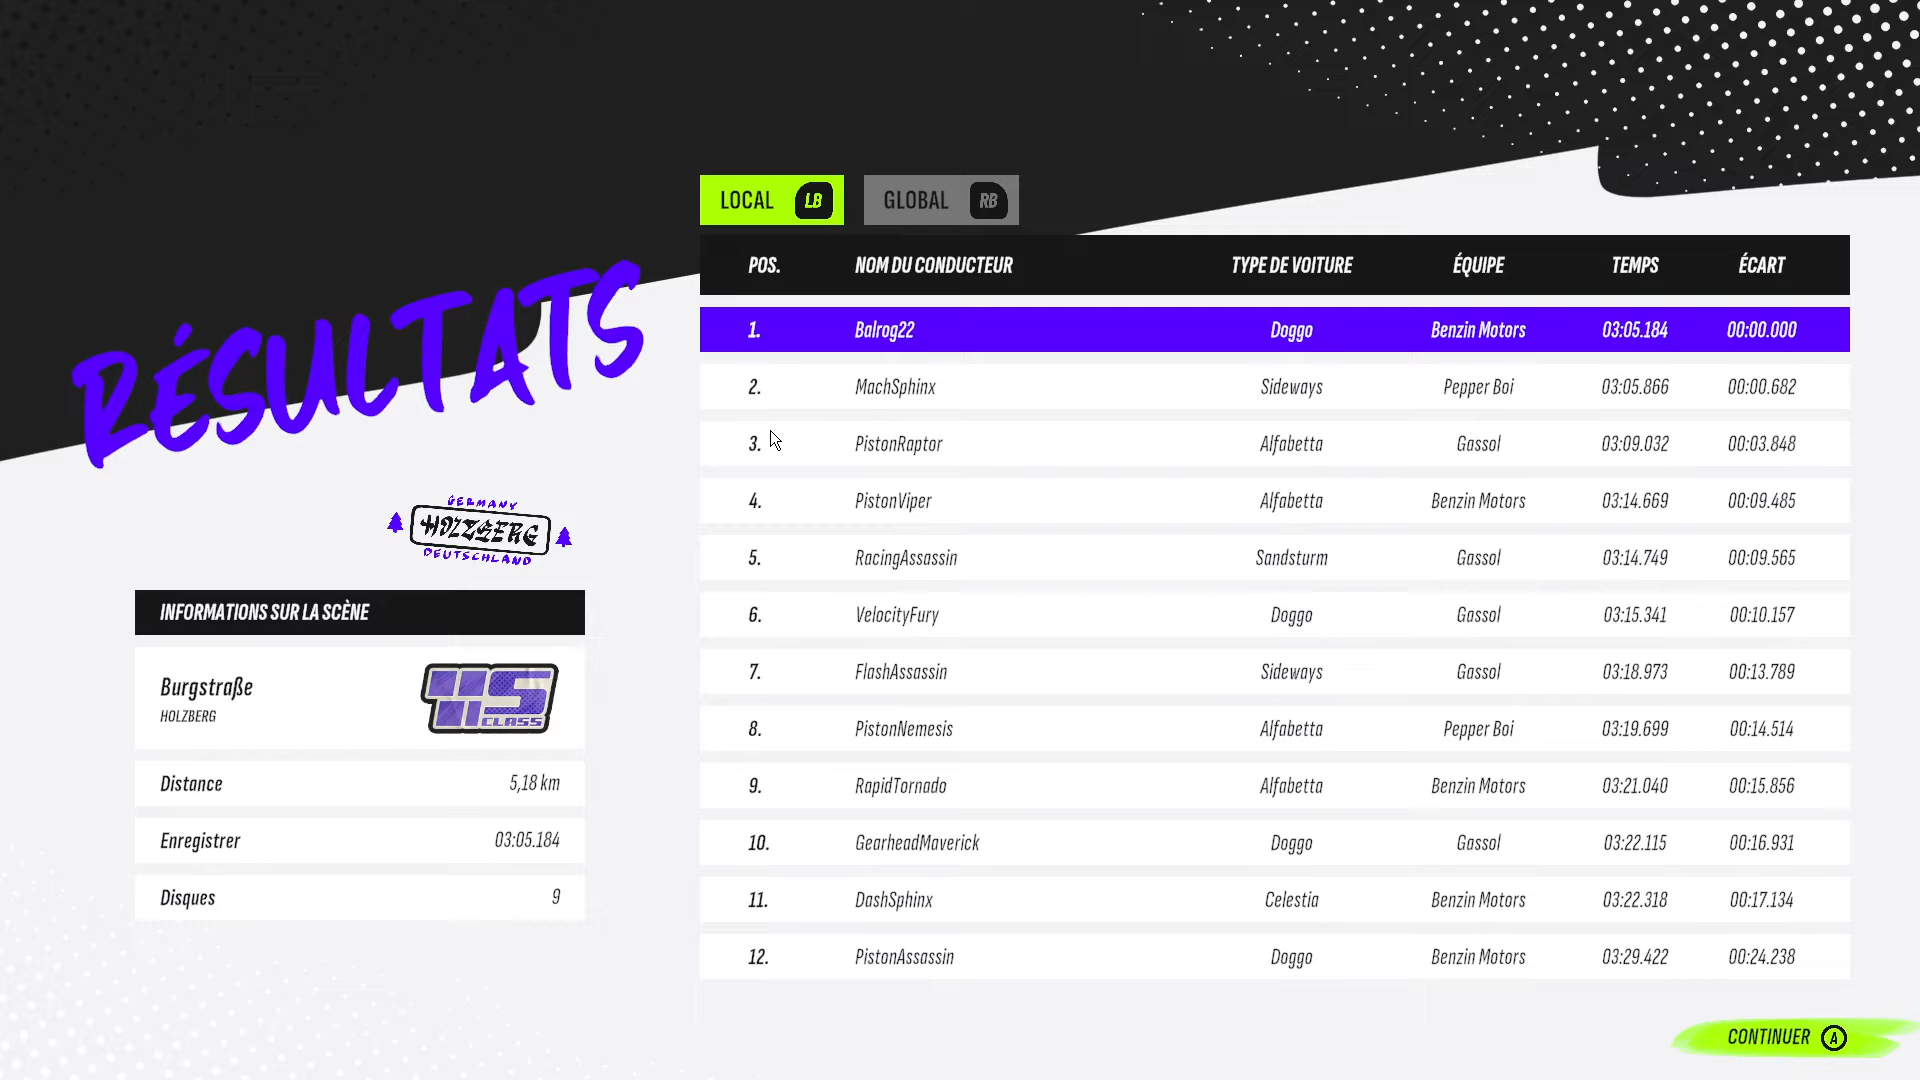 LOCAL LB GLOBAL RB
RÉSULTATS
GERMANY
HOLZBERG
DEUTSCHLAND
INFORMATIONS SUR LA SCÈNE
Burgstraße
HOLZBERG
S CLASS
Distance 5,18 km
Enregistrer 03:05.184
Disques 9
POS. NOM DU CONDUCTEUR TYPE DE VOITURE ÉQUIPE TEMPS ÉCART
1. Balrog22 Doggo Benzin Motors 03:05.184 00:00.000
2. MachSphinx Sideways Pepper Boi 03:05.866 00:00.682
3. PistonRaptor Alfabetta Gassol 03:09.032 00:03.848
4. PistonViper Alfabetta Benzin Motors 03:14.669 00:09.485
5. RacingAssassin Sandsturm Gassol 03:14.749 00:09.565
6. VelocityFury Doggo Gassol 03:15.341 00:10.157
7. FlashAssassin Sideways Gassol 03:18.973 00:13.789
8. PistonNemesis Alfabetta Pepper Boi 03:19.699 00:14.514
9. RapidTornado Alfabetta Benzin Motors 03:21.040 00:15.856
10. GearheadMaverick Doggo Gassol 03:22.115 00:16.931
11. DashSphinx Celestia Benzin Motors 03:22.318 00:17.134
12. PistonAssassin Doggo Benzin Motors 03:29.422 00:24.238
CONTINUER A